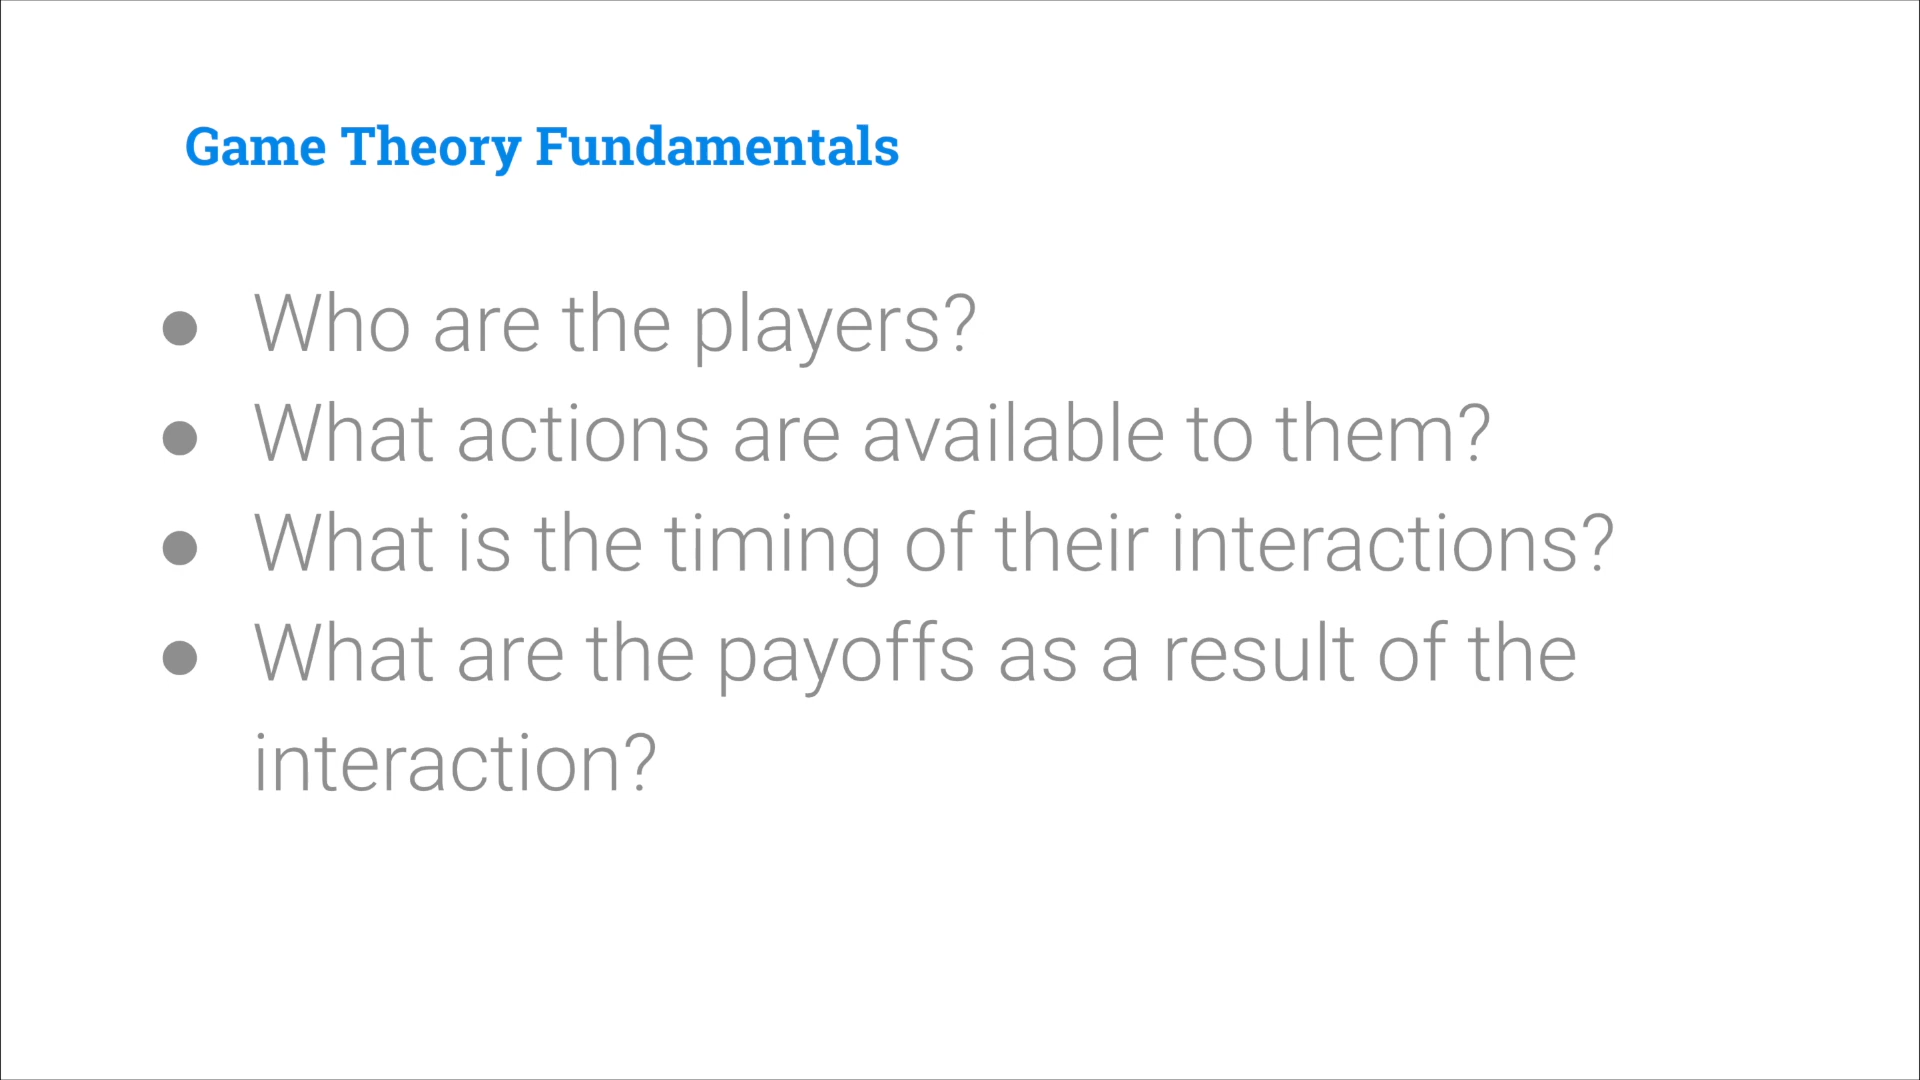 Game Theory Fundamentals
● Who are the players?
● What actions are available to them?
● What is the timing of their interactions?
● What are the payoffs as a result of the
interaction?